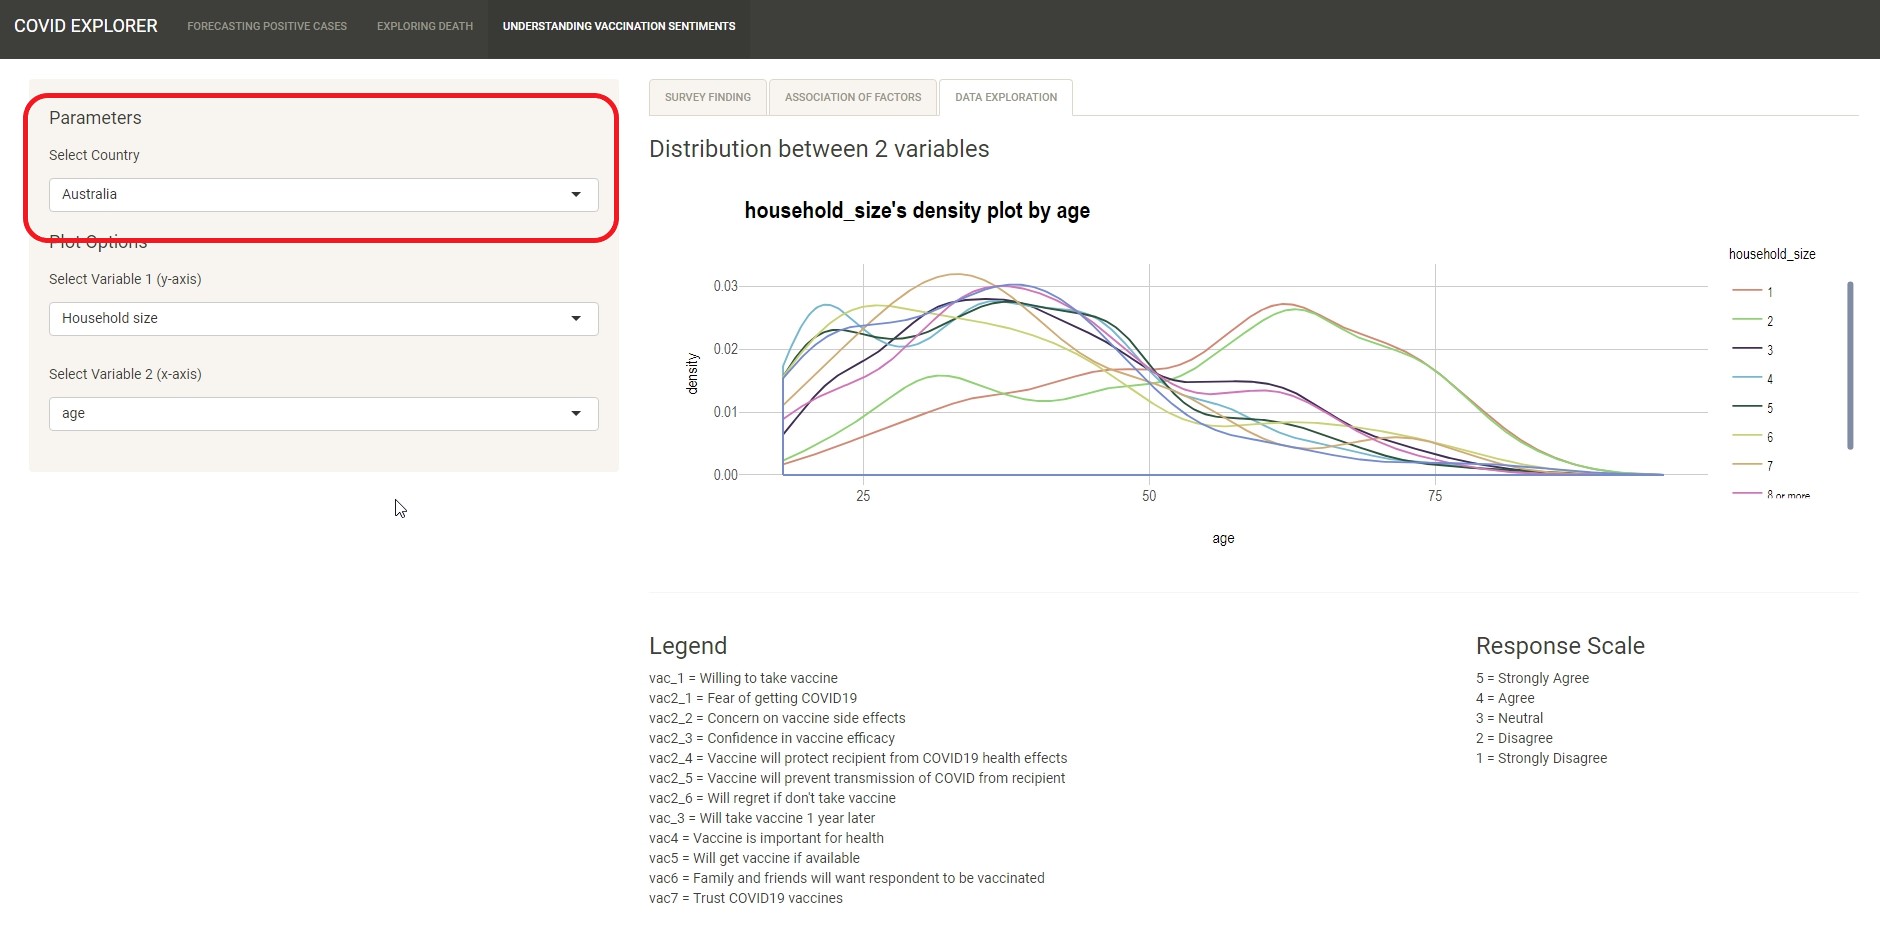 COVID EXPLORER
FORECASTING POSITIVE CASES
EXPLORING DEATH
UNDERSTANDING VACCINATION SENTIMENTS
Parameters
Select Country
Australia
Plot Options
Select Variable 1 (y-axis)
Household size
Select Variable 2 (x-axis)
age
SURVEY FINDING
ASSOCIATION OF FACTORS
DATA EXPLORATION
Distribution between 2 variables
household_size's density plot by age
density
0.03
0.02
0.01
0.00
25
50
75
age
household_size
1
2
3
4
5
6
7
8 or more
Legend
vac_1 = Willing to take vaccine
vac2_1 = Fear of getting COVID19
vac2_2 = Concern on vaccine side effects
vac2_3 = Confidence in vaccine efficacy
vac2_4 = Vaccine will protect recipient from COVID19 health effects
vac2_5 = Vaccine will prevent transmission of COVID from recipient
vac2_6 = Will regret if don't take vaccine
vac_3 = Will take vaccine 1 year later
vac4 = Vaccine is important for health
vac5 = Will get vaccine if available
vac6 = Family and friends will want respondent to be vaccinated
vac7 = Trust COVID19 vaccines
Response Scale
5 = Strongly Agree
4 = Agree
3 = Neutral
2 = Disagree
1 = Strongly Disagree